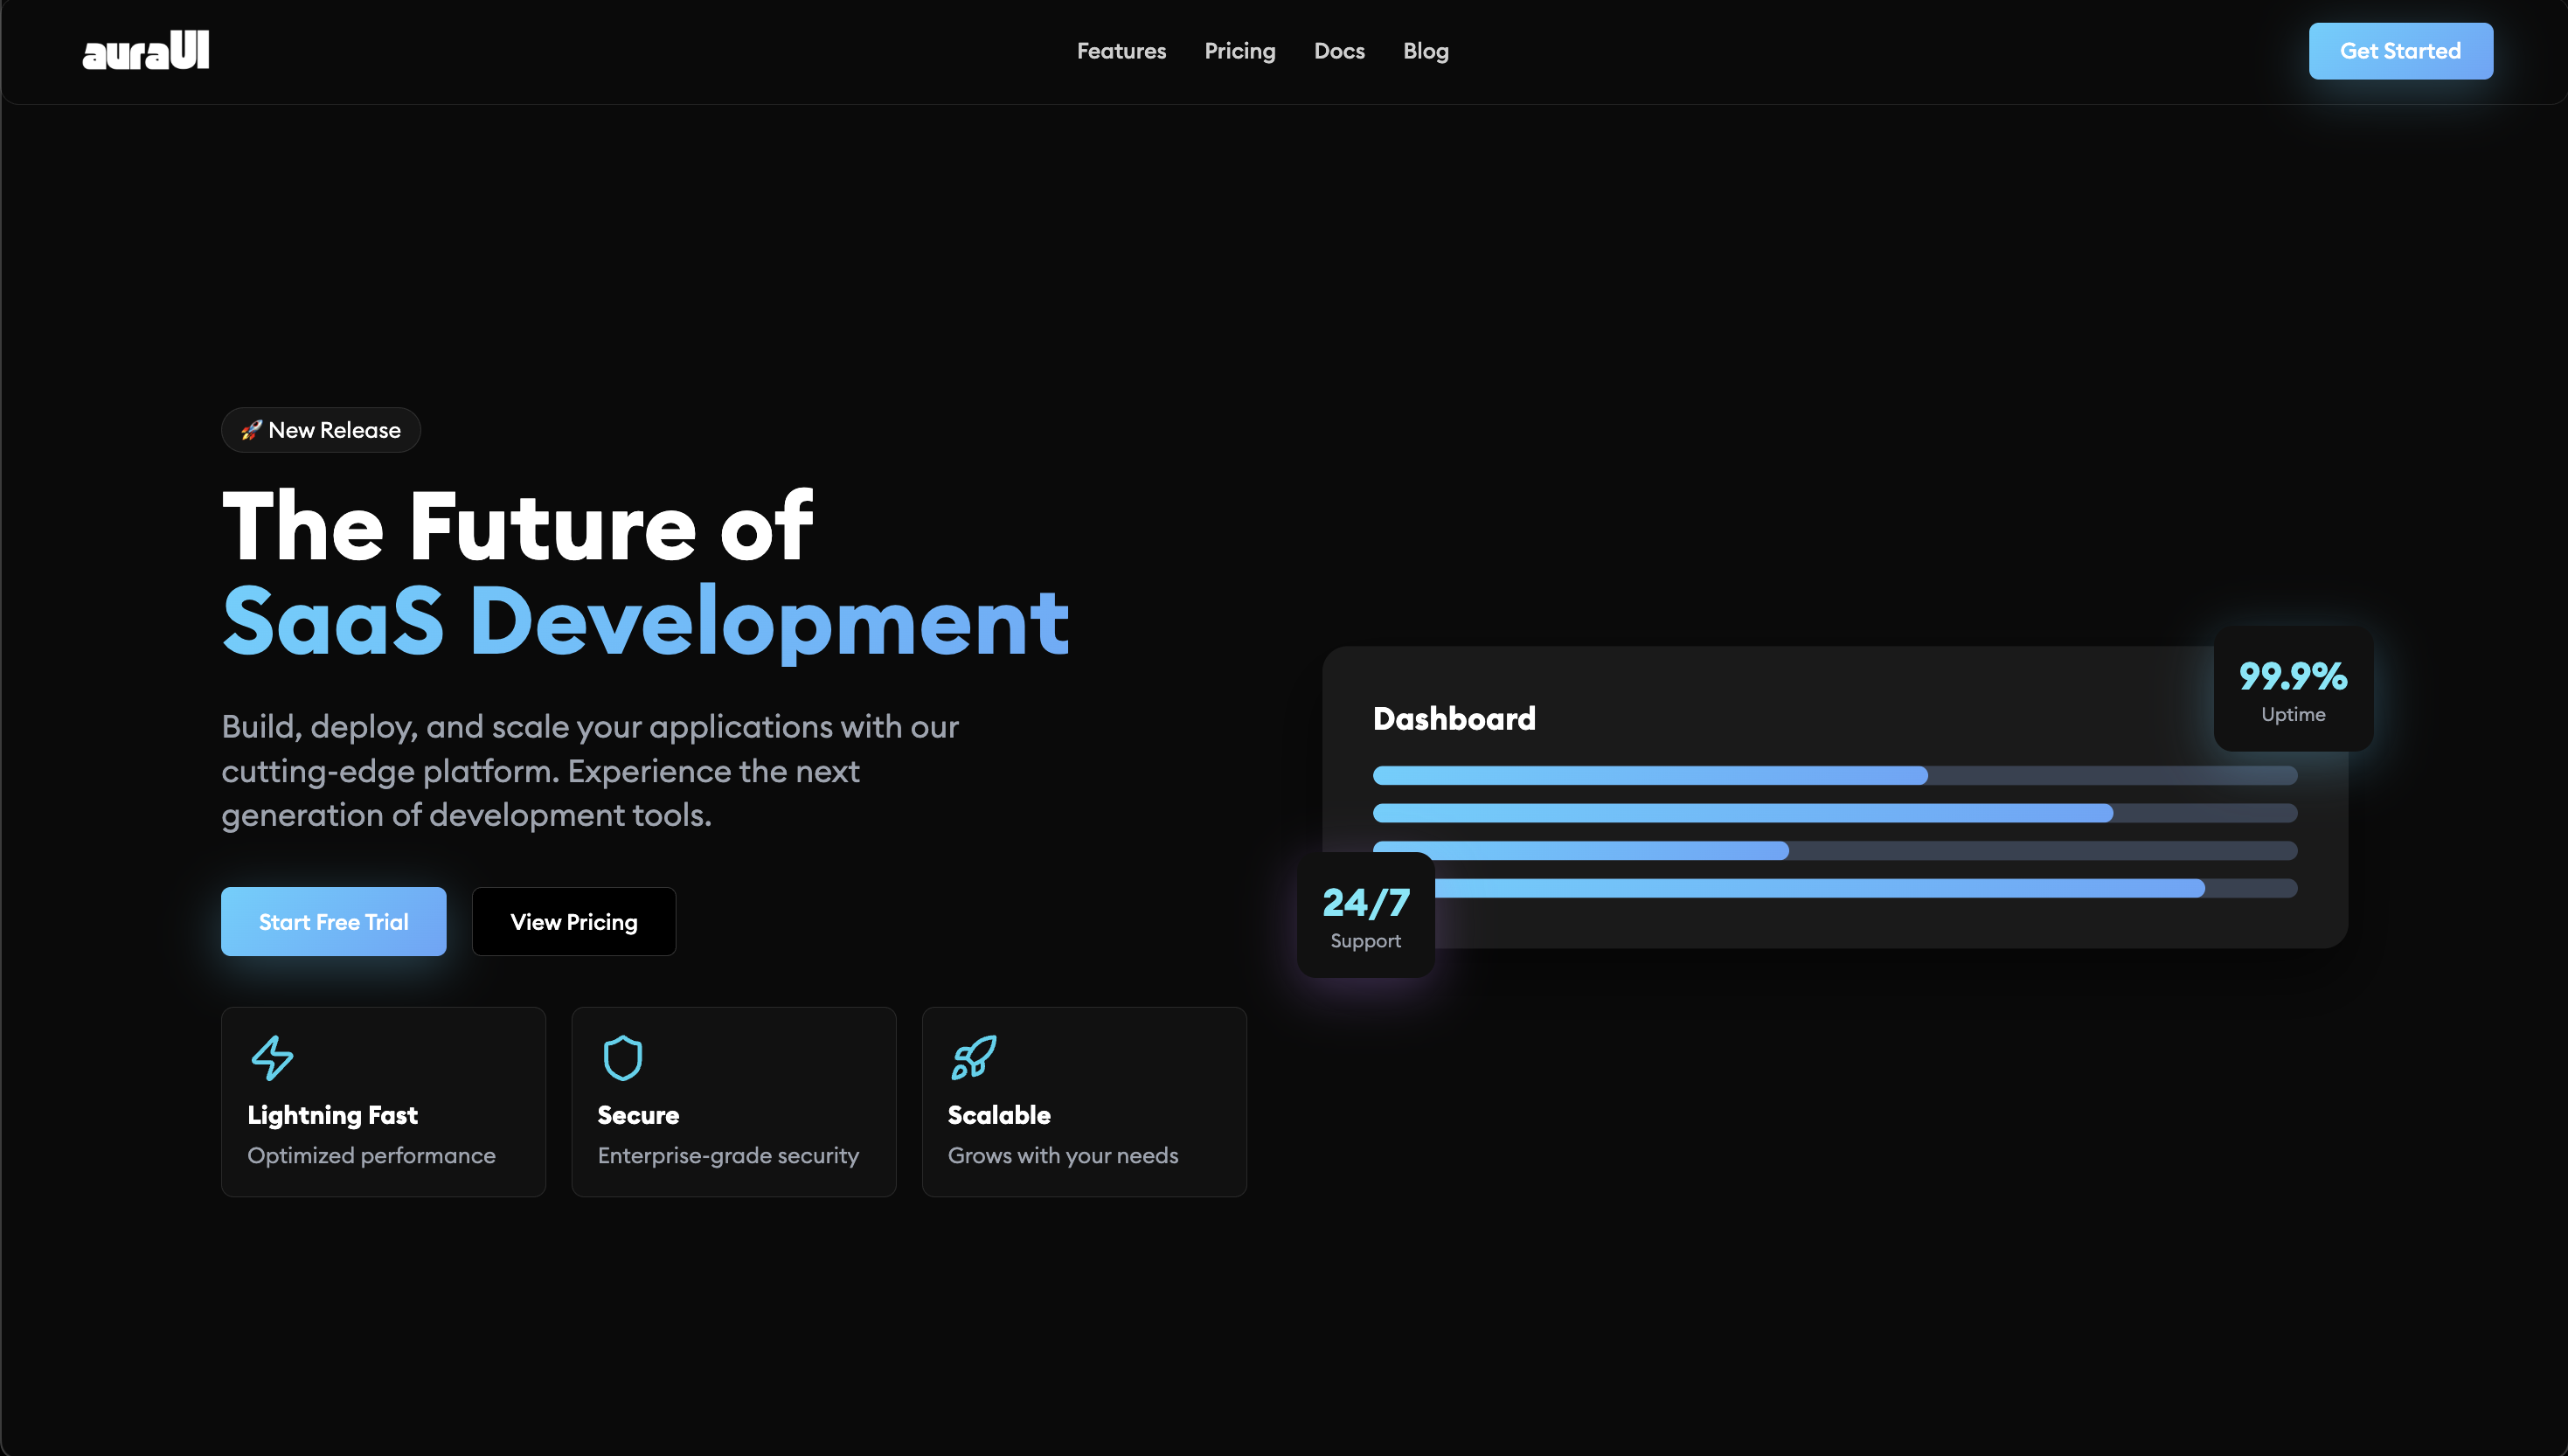 auraUI
Features
Pricing
Docs
Blog
Get Started
🚀 New Release
The Future of
SaaS Development
Build, deploy, and scale your applications with our
cutting-edge platform. Experience the next
generation of development tools.
Start Free Trial
View Pricing
Lightning Fast
Optimized performance
Secure
Enterprise-grade security
Scalable
Grows with your needs
Dashboard
99.9%
Uptime
24/7
Support